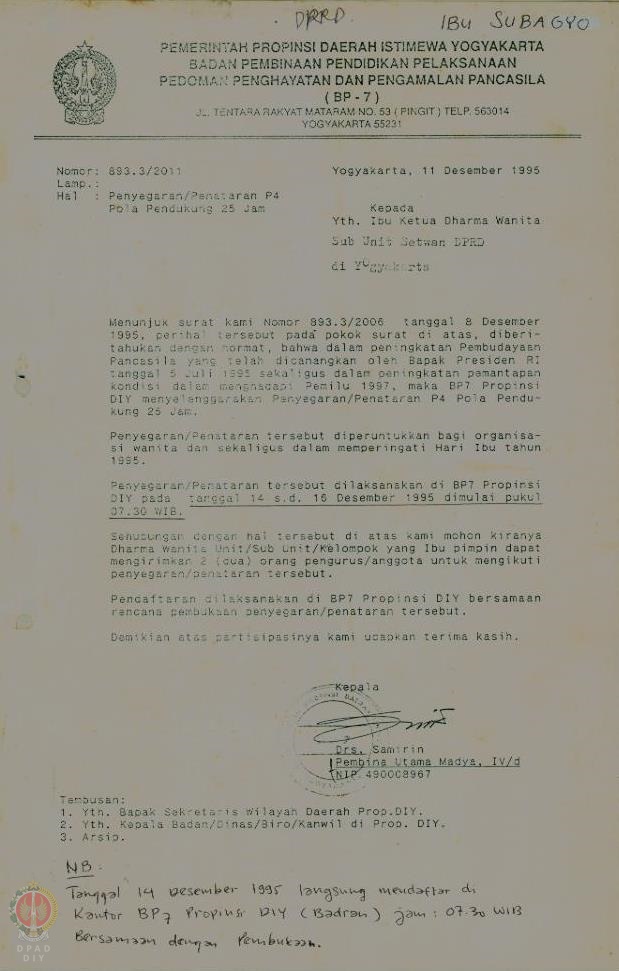 DPRD.
IBU SUBAGYO
PEMERINTAH PROPINSI DAERAH ISTIMEWA YOGYAKARTA
BADAN PEMBINAAN PENDIDIKAN PELAKSANAAN
PEDOMAN PENGHAYATAN DAN PENGAMALAN PANCASILA
( BP - 7 )
JL. TENTARA RAKYAT MATARAM NO. 53 ( PINGIT ) TELP. 563014
YOGYAKARTA 55231
Nomor: 893.3/2011
Yogyakarta, 11 Desember 1995
Lamp.:
Hal : Penyegaran/Penataran P4
Pola Pendukung 25 Jam
Kepada
Yth. Ibu Ketua Dharma Wanita
Sub Unit Setwan DPRD
di Yogyakarta
Menunjuk surat kami Nomor 893.3/2006 tanggal 8 Desember
1995, perihal tersebut pada pokok surat di atas, diberi-
tahukan dengan hormat, bahwa dalam peningkatan Pembudayaan
Pancasila yang telah dicanangkan oleh Bapak Presiden RI
tanggal 5 Juli 1995 sekaligus dalam peningkatan pemantapan
kondisi dalam menghadapi Pemilu 1997, maka BP7 Propinsi
DIY menyelenggarakan Penyegaran/Penataran P4 Pola Pendu-
kung 25 Jam.
Penyegaran/Penataran tersebut diperuntukkan bagi organisa-
si wanita dan sekaligus dalam memperingati Hari Ibu tahun
1995.
Penyegaran/Penataran tersebut dilaksanakan di BP7 Propinsi
DIY pada tanggal 14 s.d. 16 Desember 1995 dimulai pukul
07.30 WIB.
Sehubungan dengan hal tersebut di atas kami mohon kiranya
Dharma Wanita Unit/Sub Unit/Kelompok yang Ibu pimpin dapat
mengirimkan 2 (dua) orang pengurus/anggota untuk mengikuti
penyegaran/penataran tersebut.
Pendaftaran dilaksanakan di BP7 Propinsi DIY bersamaan
rencana pembukaan penyegaran/penataran tersebut.
Demikian atas partisipasinya kami ucapkan terima kasih.
Kepala
Drs. Samirin
Pembina Utama Madya, IV/d
NIP 490008967
Tembusan:
1. Yth. Bapak Sekretaris Wilayah Daerah Prop.DIY.
2. Yth. Kepala Badan/Dinas/Biro/Kanwil di Prop. DIY.
3. Arsip.
NB:
Tanggal 14 Desember 1995 langsung mendaftar di
Kantor BP7 Propinsi DIY (Badran) jam : 07.30 WIB
Bersamaan dengan Pembukaan.
DPAD
DIY